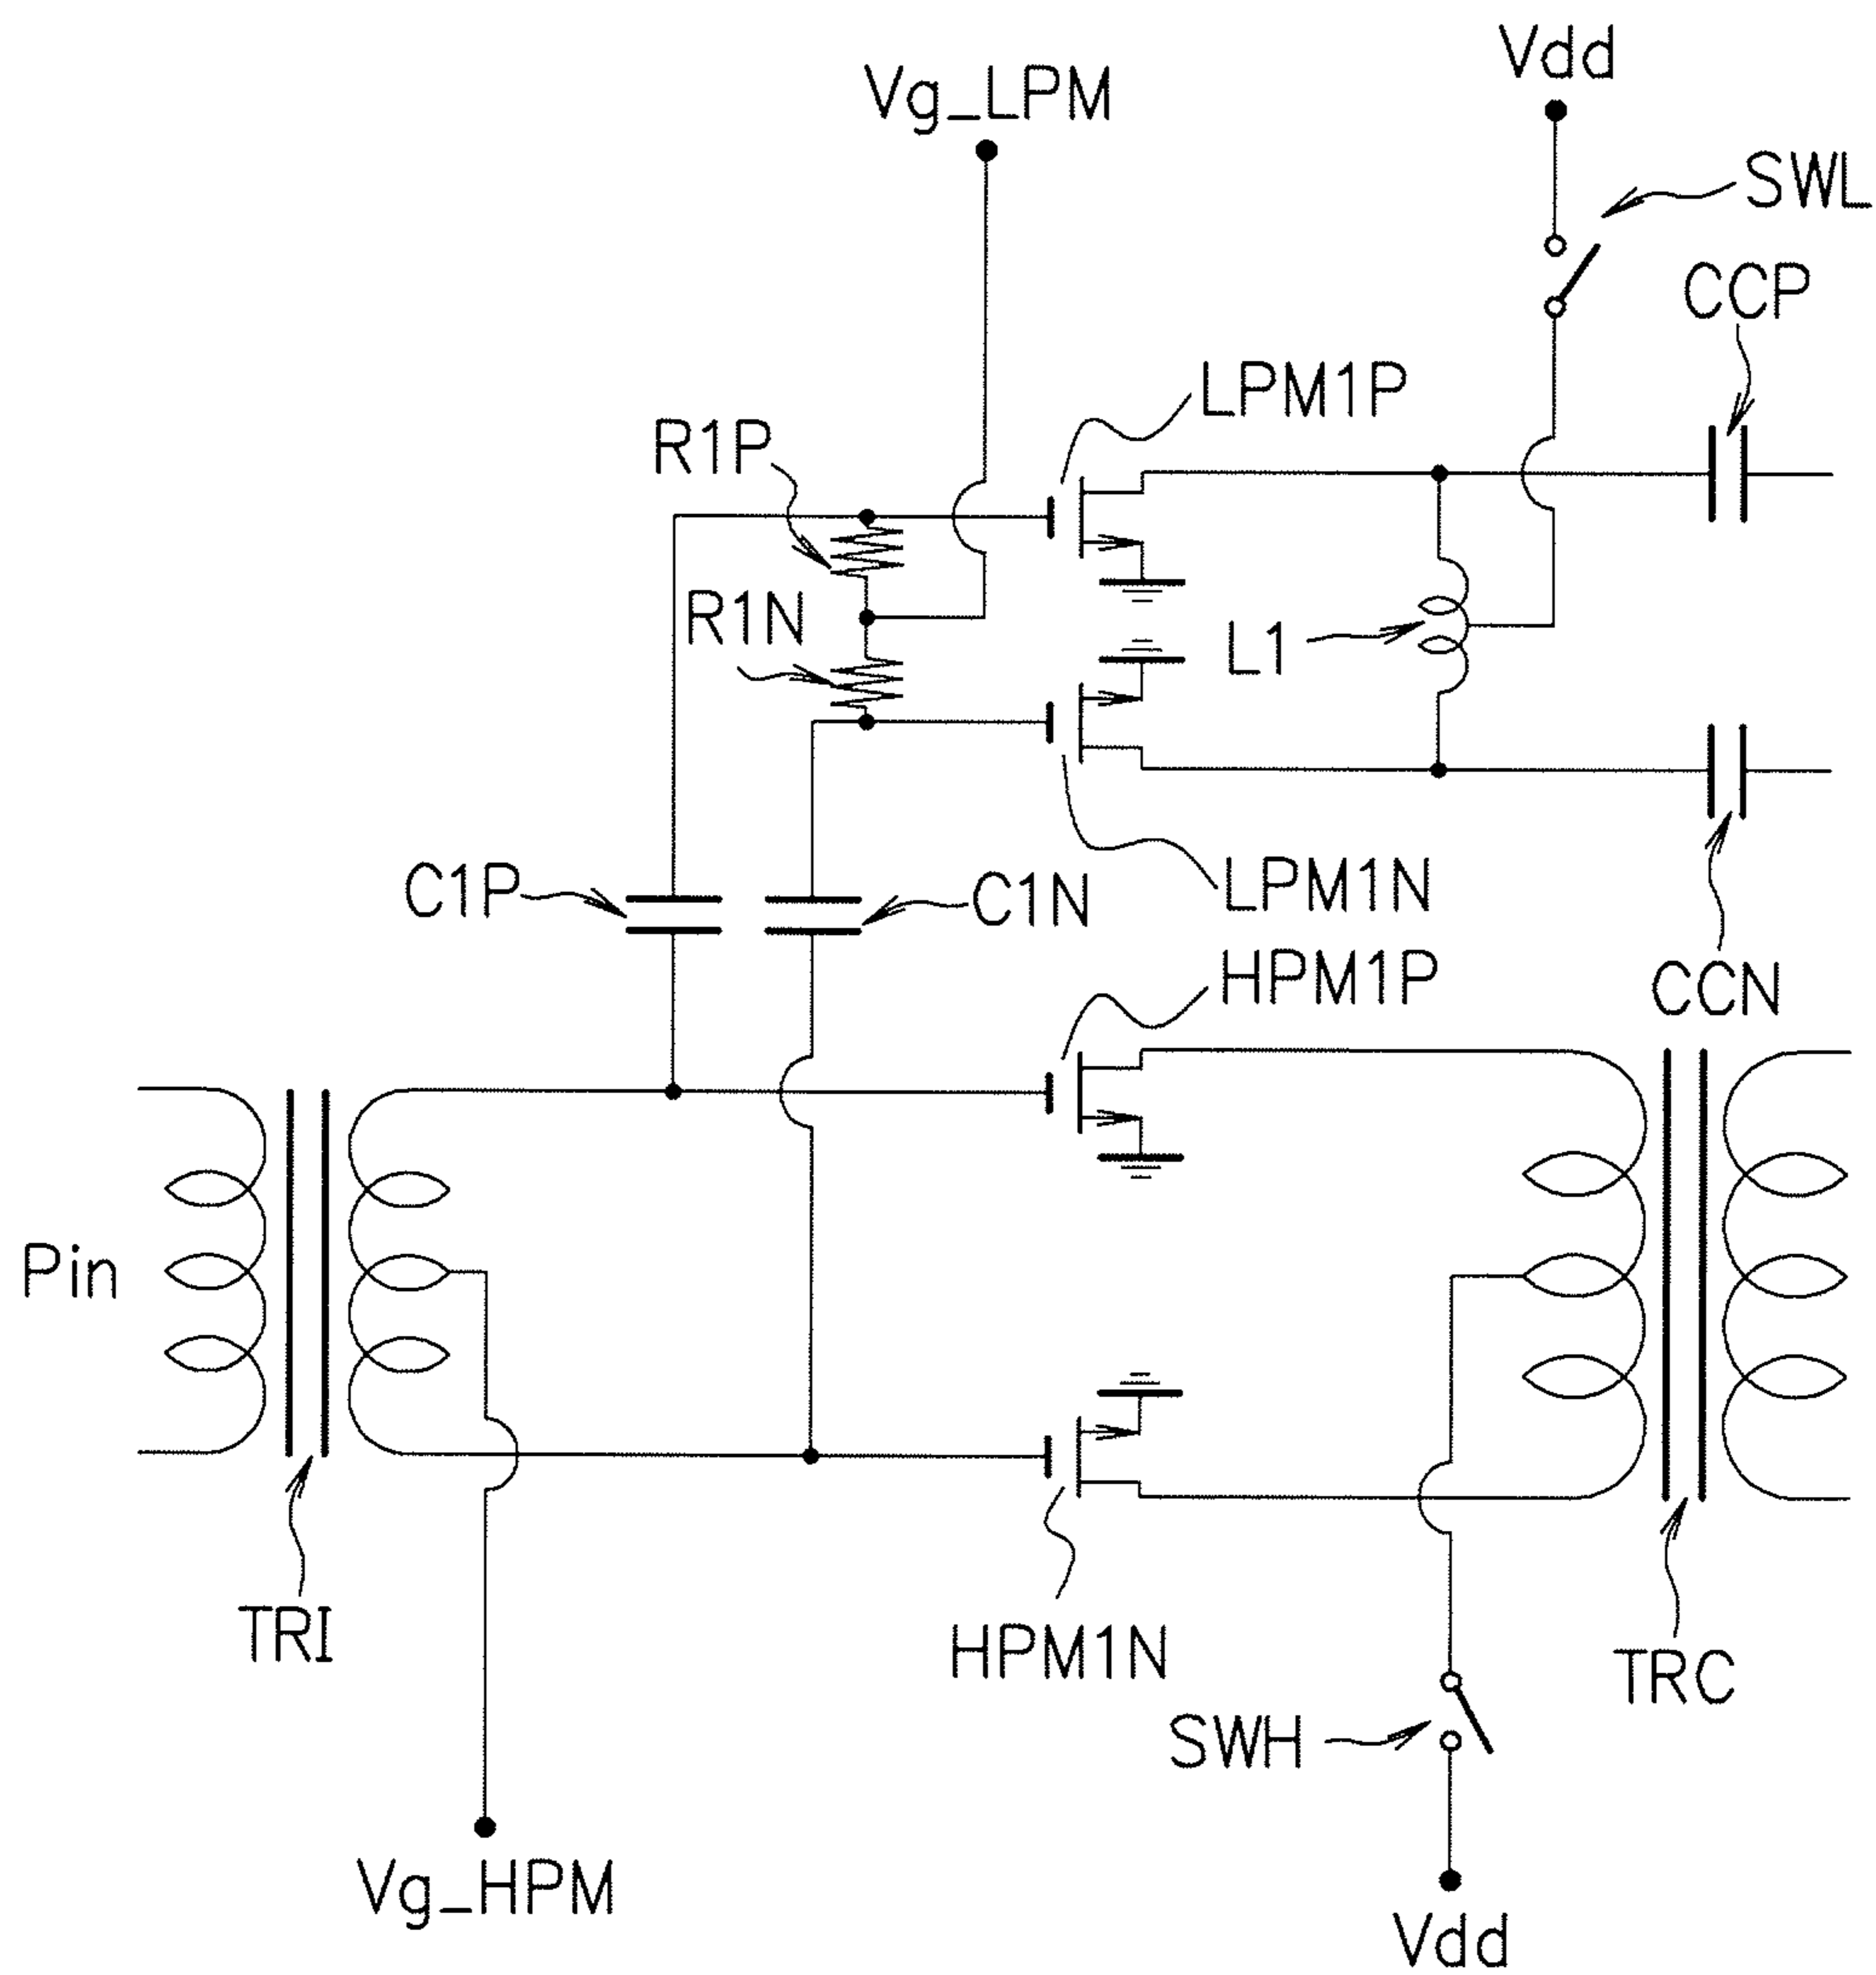 Vdd
Vg_LPM
SWL
CCP
LPM1P
R1P
R1N
L1
C1P
C1N
LPM1N
HPM1P
CCN
Pin
TRI
HPM1N
TRC
SWH
Vg_HPM
Vdd